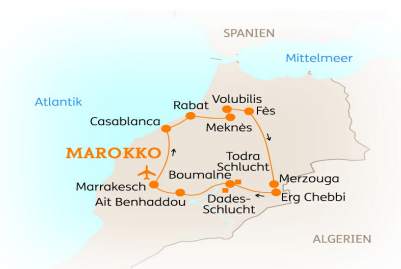 SPANIEN
Mittelmeer
Atlantik
Volubilis
Rabat
Fès
Casablanca
Meknès
MAROKKO
Todra
Schlucht
Boumalne
Merzouga
Marrakesch
Ait Benhaddou
Dades-
Schlucht
Erg Chebbi
ALGERIEN